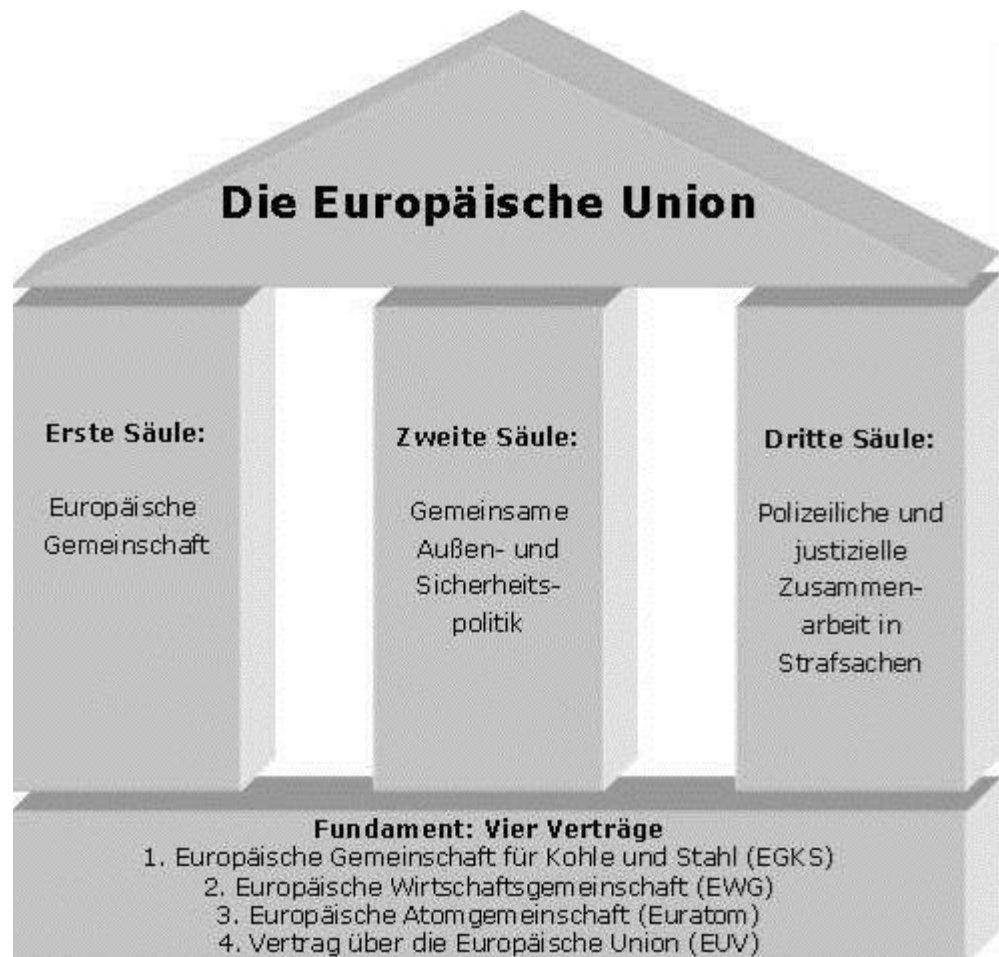 Die Europäische Union
Erste Säule:
Europäische
Gemeinschaft
Zweite Säule:
Gemeinsame
Außen- und
Sicherheits-
politik
Dritte Säule:
Polizeiliche und
justizielle
Zusammen-
arbeit in
Strafsachen
Fundament: Vier Verträge
1. Europäische Gemeinschaft für Kohle und Stahl (EGKS)
2. Europäische Wirtschaftsgemeinschaft (EWG)
3. Europäische Atomgemeinschaft (Euratom)
4. Vertrag über die Europäische Union (EUV)